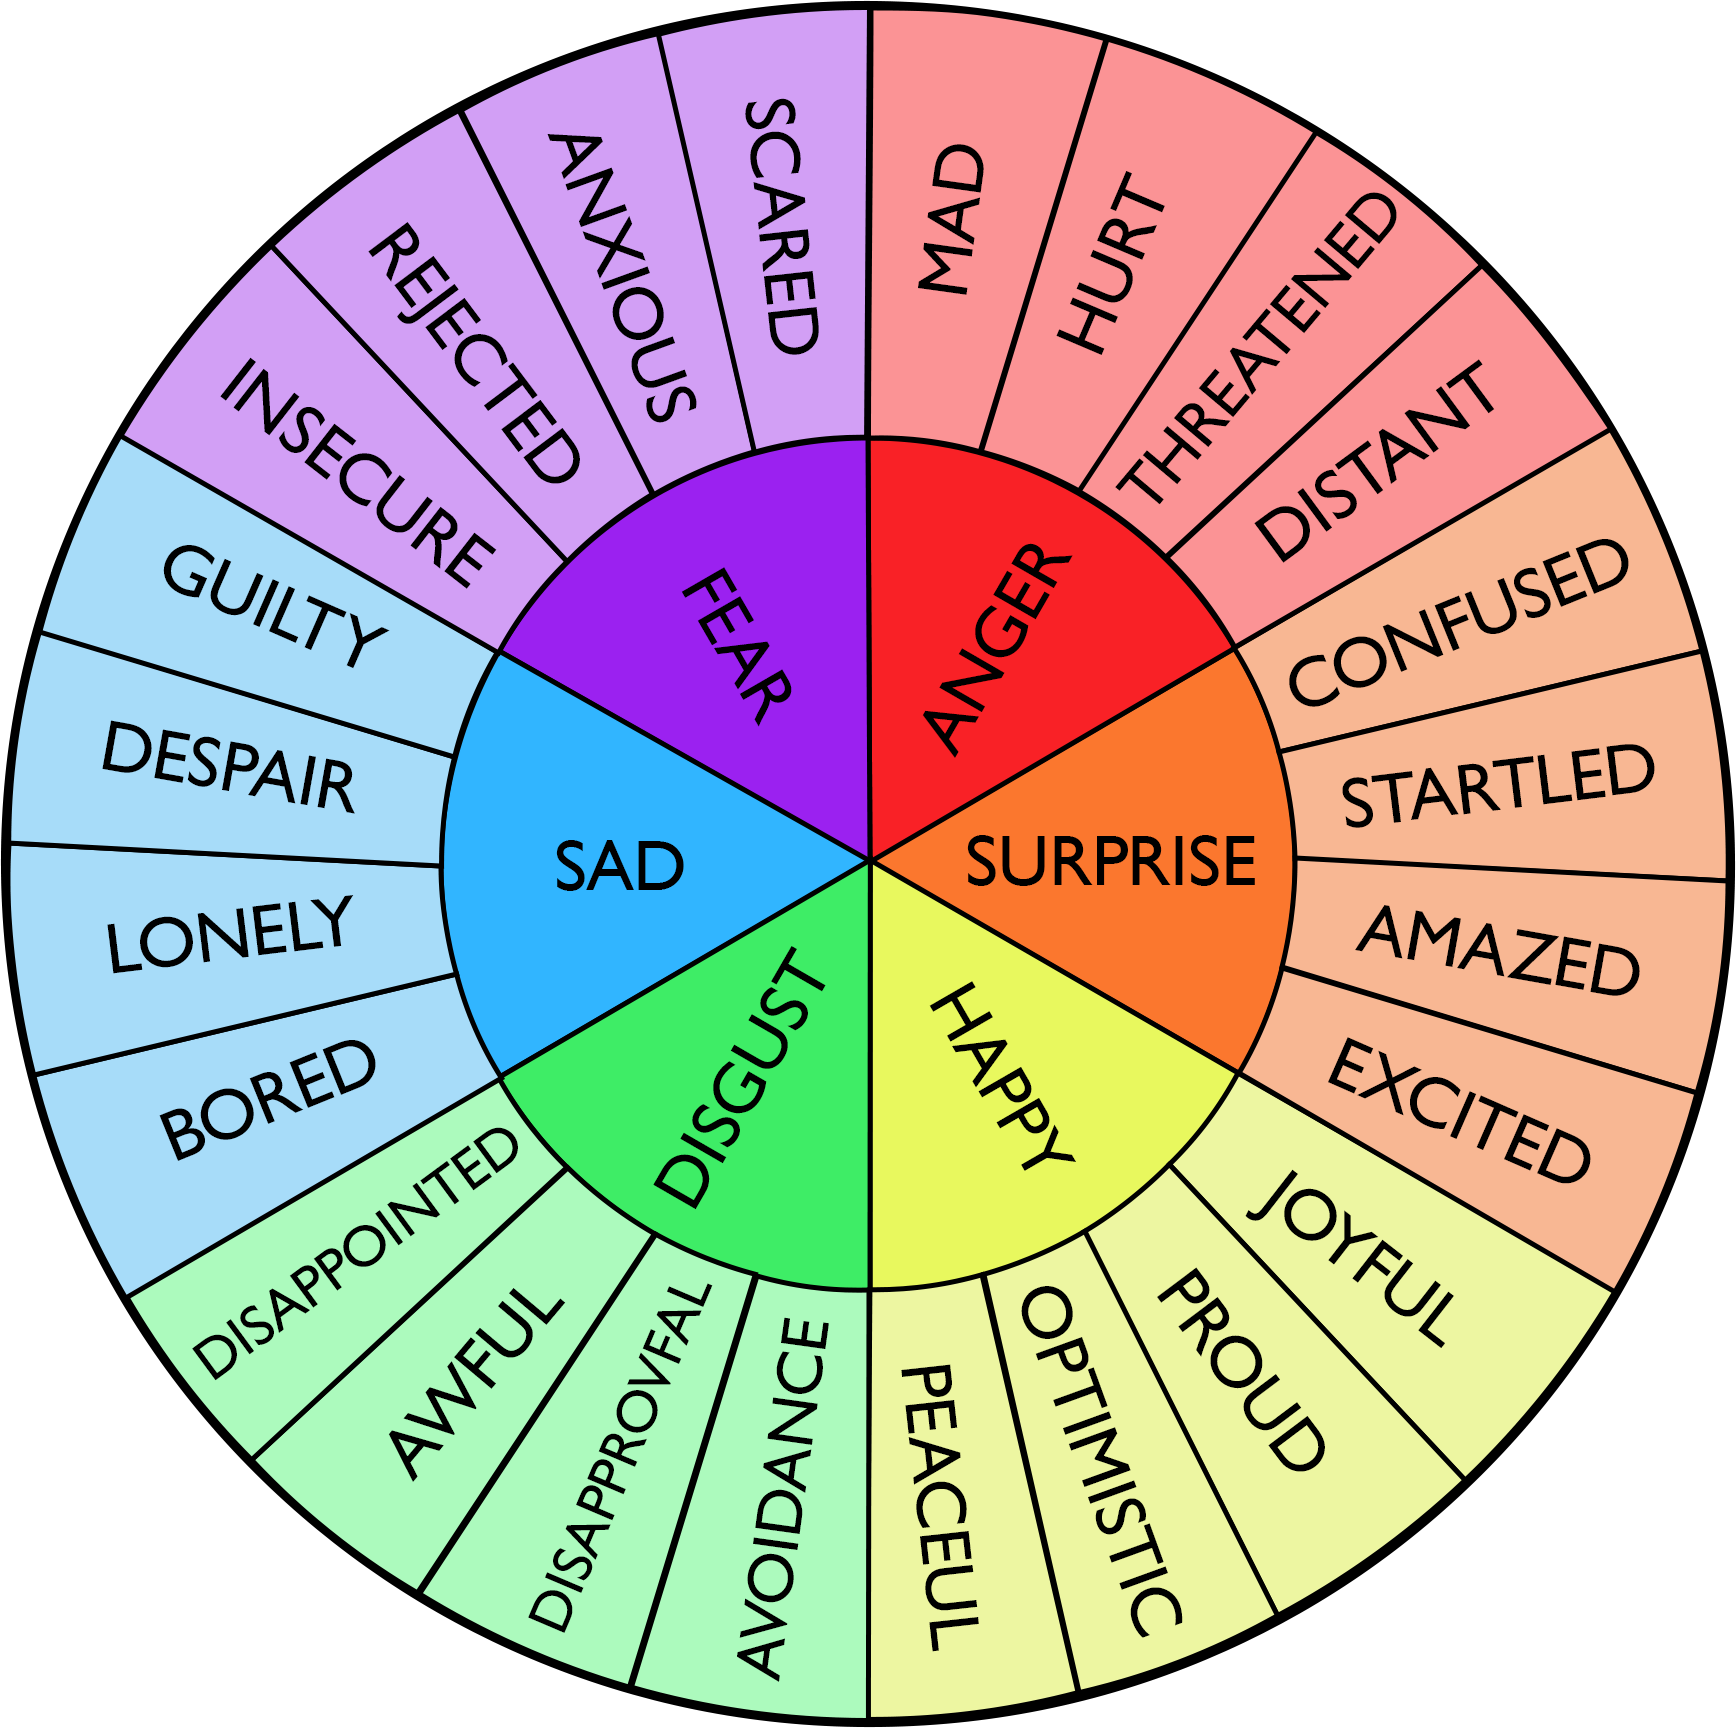 MAD
HURT
THREATENED
DISTANT
CONFUSED
STARTLED
AMAZED
EXCITED
JOYFUL
PROUD
OPTIMISTIC
PEACEUL
AVOIDANCE
DISAPPROVFAL
AWFUL
DISAPPOINTED
BORED
LONELY
DESPAIR
GUILTY
INSECURE
REJECTED
ANXIOUS
SCARED
ANGER
SURPRISE
HAPPY
DISGUST
SAD
FEAR